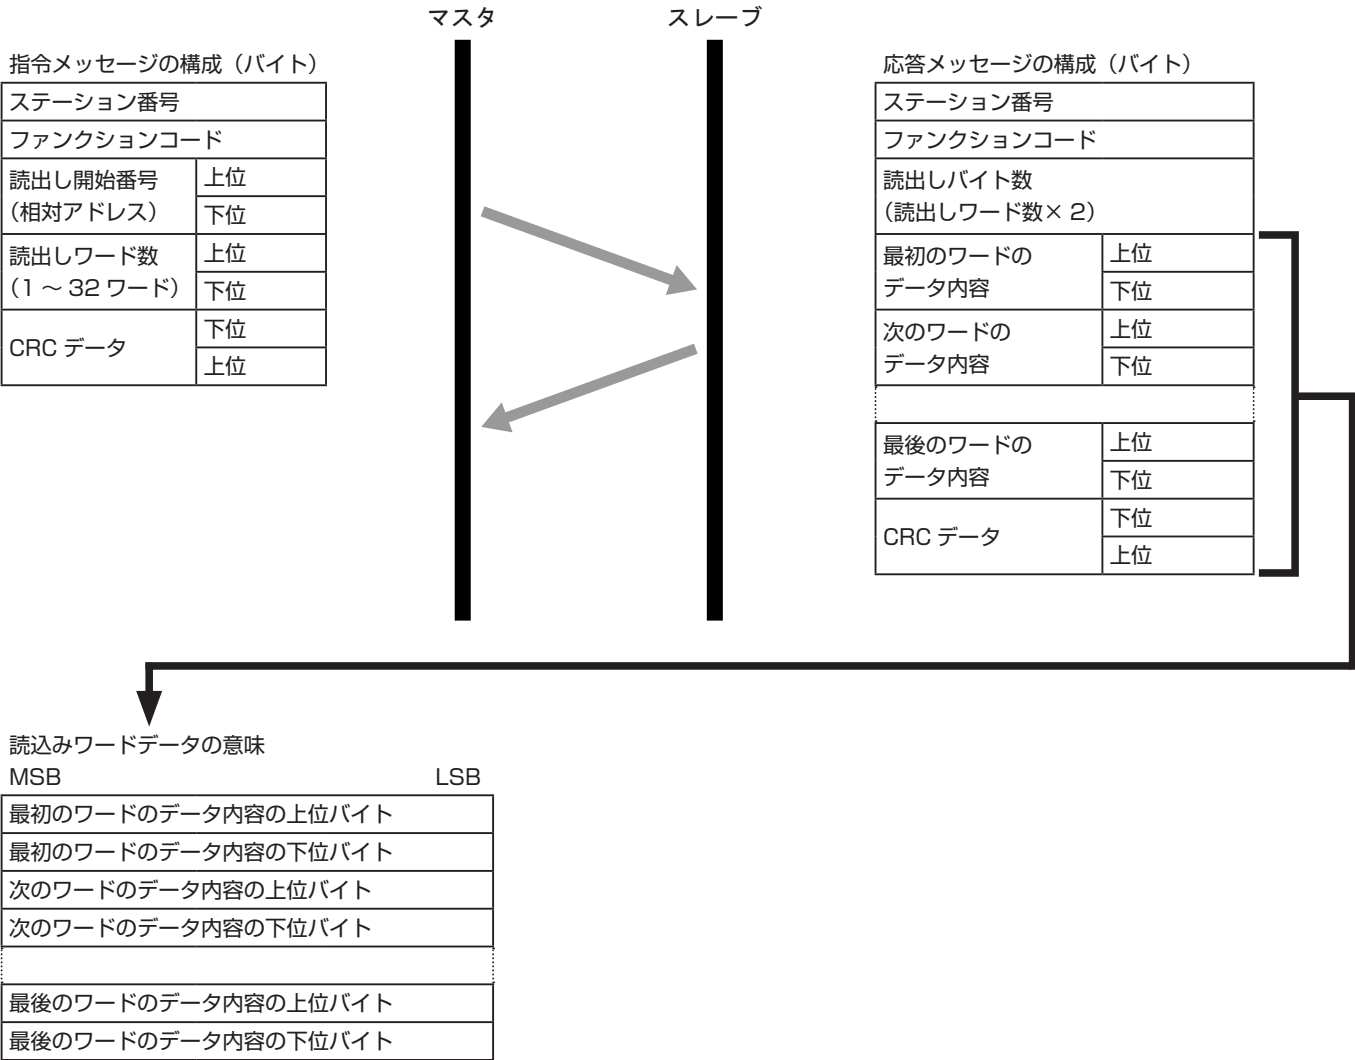 マスタ
スレーブ
指令メッセージの構成（バイト）
ステーション番号
ファンクションコード
読出し開始番号
（相対アドレス）
上位
下位
読出しワード数
（1 ～ 32 ワード）
上位
下位
CRC データ
下位
上位
応答メッセージの構成（バイト）
ステーション番号
ファンクションコード
読出しバイト数
（読出しワード数× 2）
最初のワードの
データ内容
上位
下位
次のワードの
データ内容
上位
下位
最後のワードの
データ内容
上位
下位
CRC データ
下位
上位
読込みワードデータの意味
MSB
LSB
最初のワードのデータ内容の上位バイト
最初のワードのデータ内容の下位バイト
次のワードのデータ内容の上位バイト
次のワードのデータ内容の下位バイト
最後のワードのデータ内容の上位バイト
最後のワードのデータ内容の下位バイト